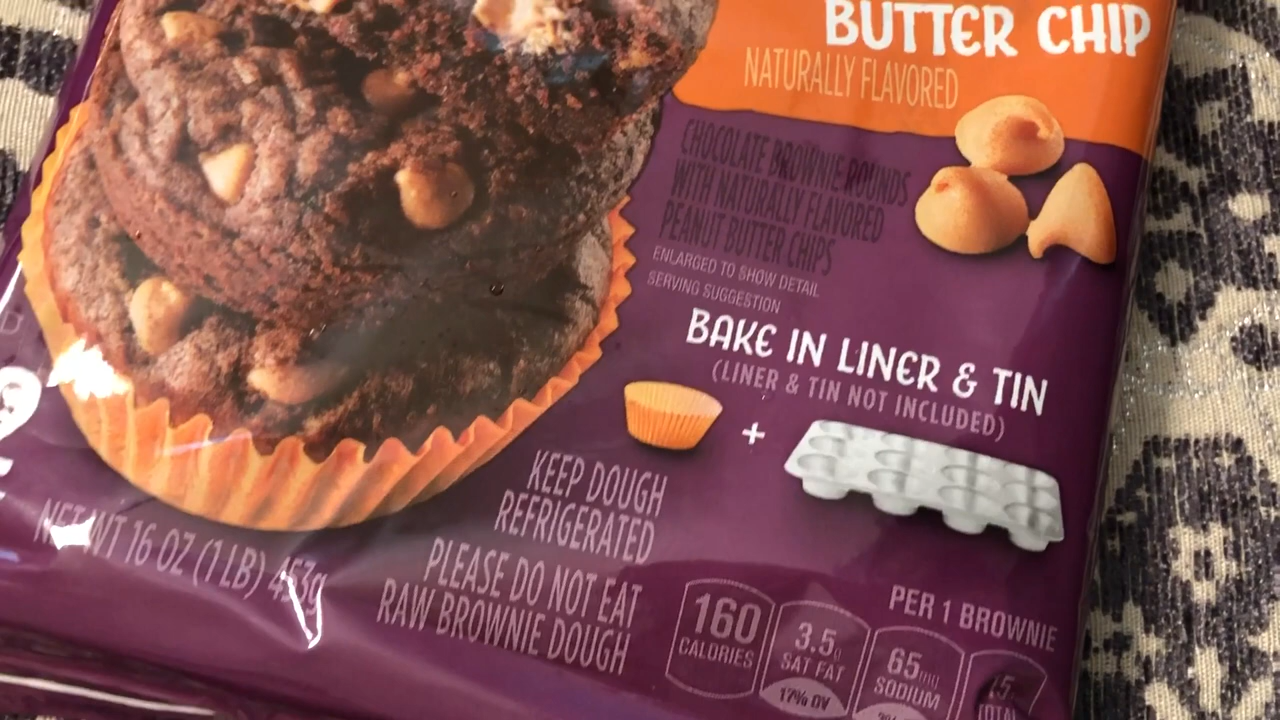 BUTTER CHIP
NATURALLY FLAVORED
CHOCOLATE BROWNIE ROUNDS
WITH NATURALLY FLAVORED
PEANUT BUTTER CHIPS
ENLARGED TO SHOW DETAIL
SERVING SUGGESTION
BAKE IN LINER & TIN
(LINER & TIN NOT INCLUDED)
+
KEEP DOUGH
REFRIGERATED
PLEASE DO NOT EAT
RAW BROWNIE DOUGH
NET WT 16 OZ (1 LB) 453g
PER 1 BROWNIE
160
CALORIES
3.5g
SAT FAT
17% DV
65mg
SODIUM